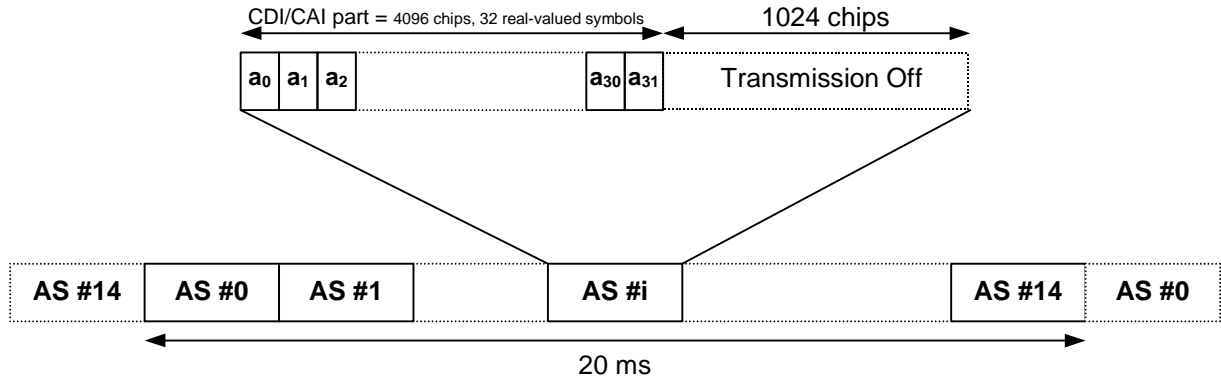 CDI/CAI part = 4096 chips, 32 real-valued symbols
1024 chips
a0 a1 a2 a30 a31 Transmission Off
AS #14 AS #0 AS #1 AS #i AS #14 AS #0
20 ms